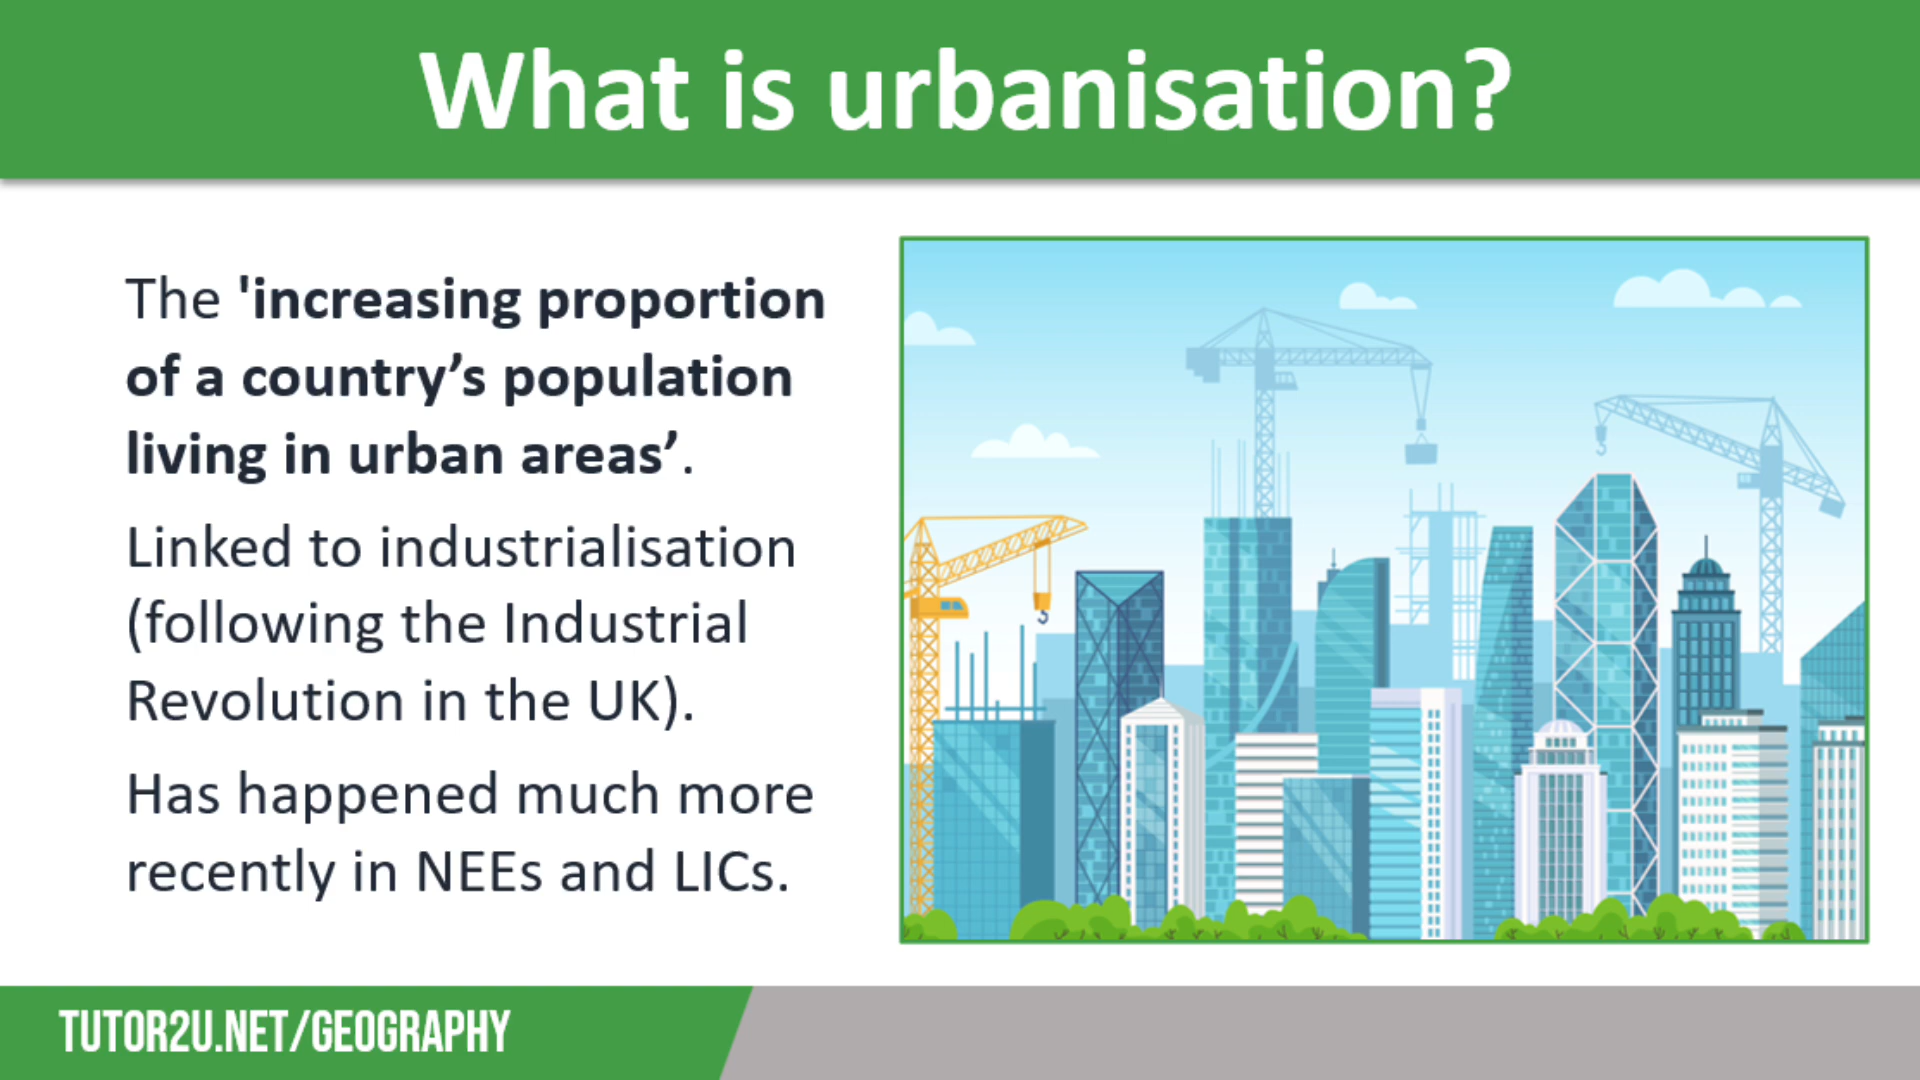 What is urbanisation?
The 'increasing proportion
of a country’s population
living in urban areas’.
Linked to industrialisation
(following the Industrial
Revolution in the UK).
Has happened much more
recently in NEEs and LICs.
TUTOR2U.NET/GEOGRAPHY